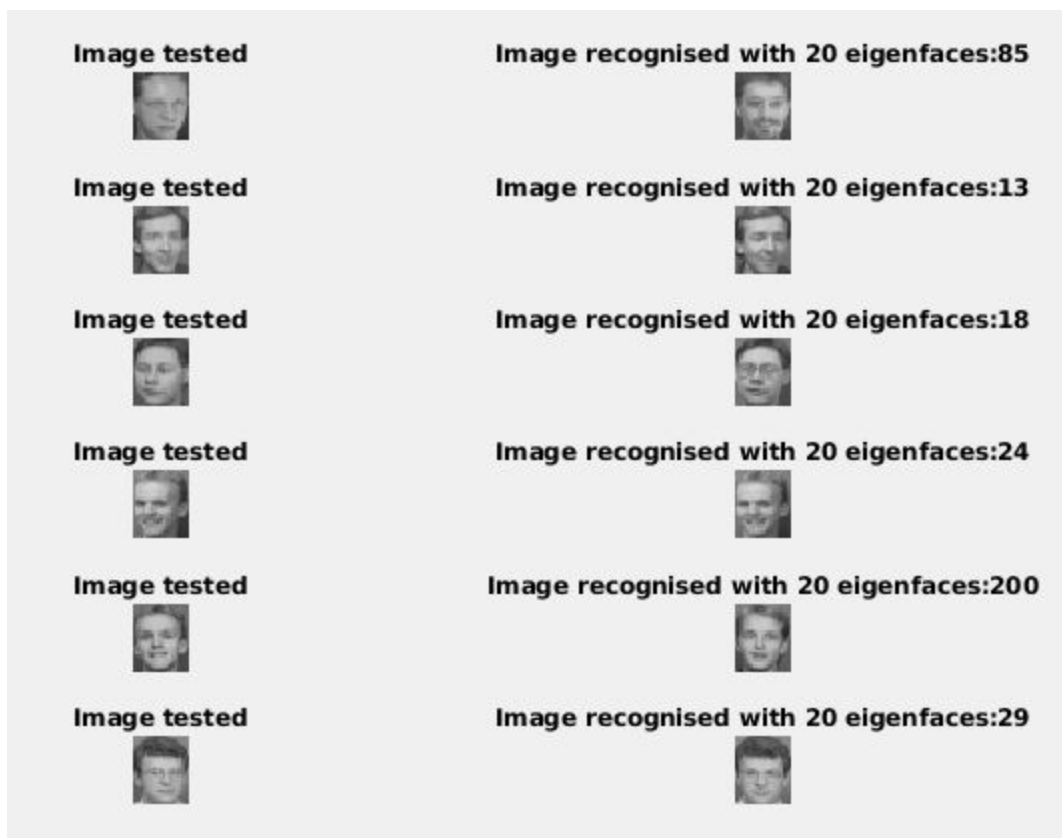 Image tested
Image recognised with 20 eigenfaces:85
Image tested
Image recognised with 20 eigenfaces:13
Image tested
Image recognised with 20 eigenfaces:18
Image tested
Image recognised with 20 eigenfaces:24
Image tested
Image recognised with 20 eigenfaces:200
Image tested
Image recognised with 20 eigenfaces:29